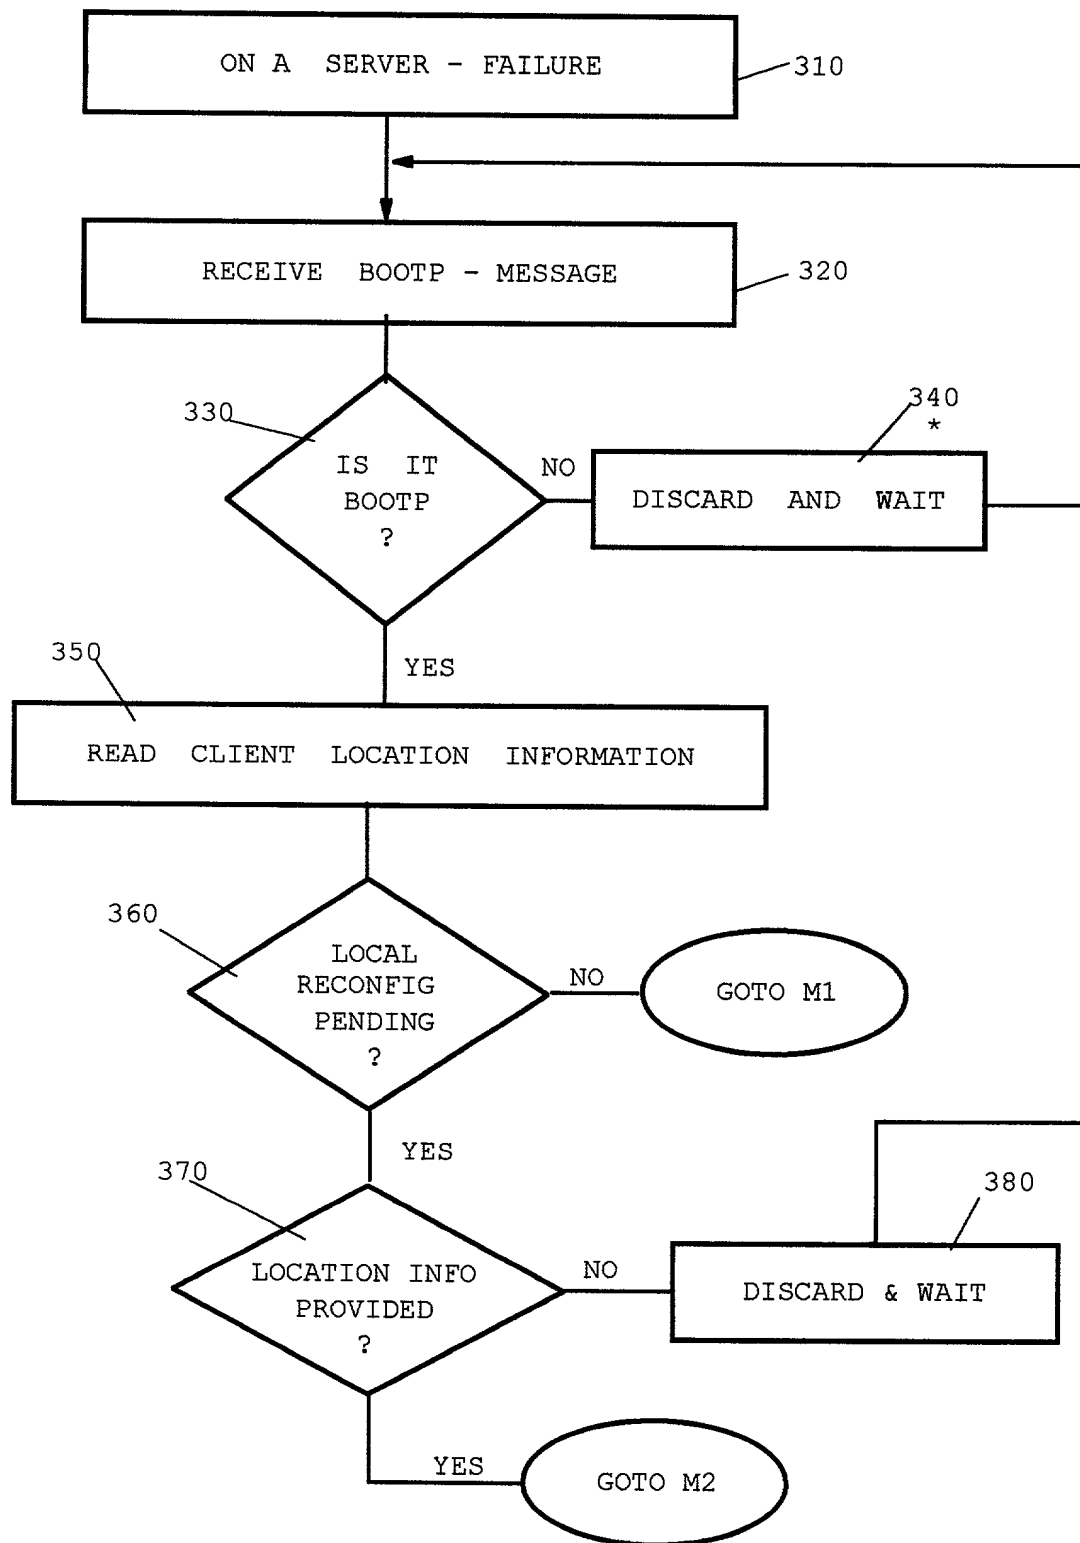 ON A SERVER - FAILURE
310
RECEIVE BOOTP - MESSAGE
320
330
IS IT
BOOTP
?
NO
340
*
DISCARD AND WAIT
YES
350
READ CLIENT LOCATION INFORMATION
360
LOCAL
RECONFIG
PENDING
?
NO
GOTO M1
YES
370
LOCATION INFO
PROVIDED
?
NO
380
DISCARD & WAIT
YES
GOTO M2